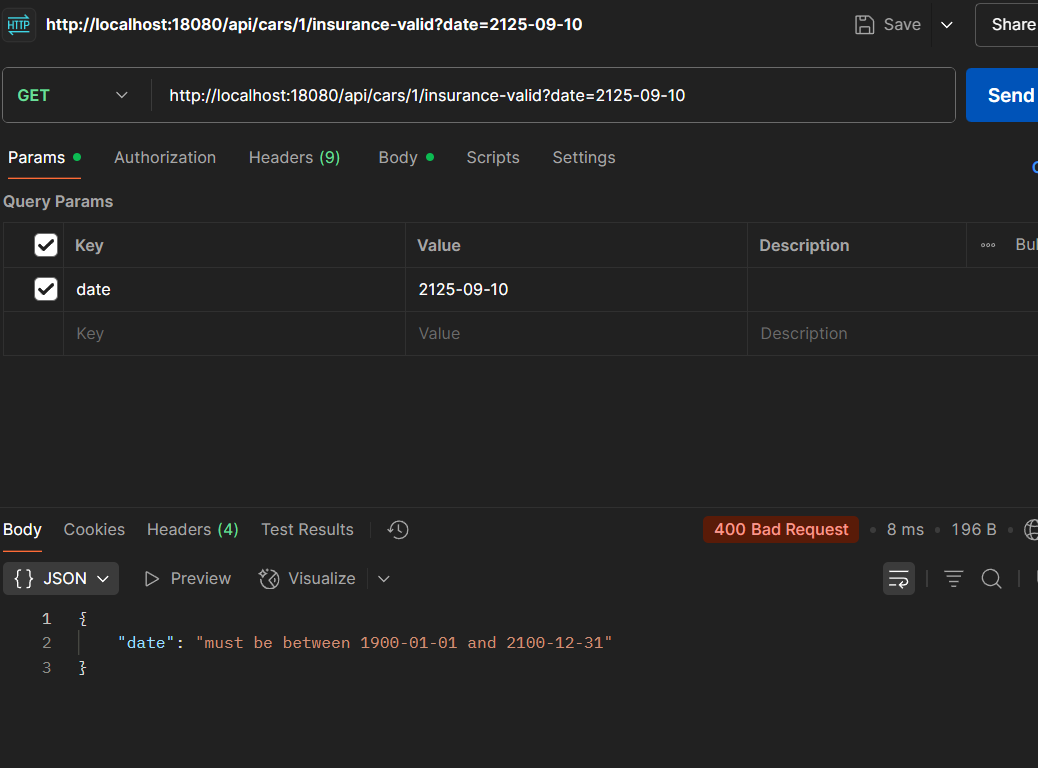 HTTP http://localhost:18080/api/cars/1/insurance-valid?date=2125-09-10 Save Share
GET http://localhost:18080/api/cars/1/insurance-valid?date=2125-09-10 Send
Params Authorization Headers (9) Body Scripts Settings
Query Params
Key Value Description
date 2125-09-10
Key Value Description
Body Cookies Headers (4) Test Results 400 Bad Request 8 ms 196 B
{} JSON Preview Visualize
1 {
2 "date": "must be between 1900-01-01 and 2100-12-31"
3 }